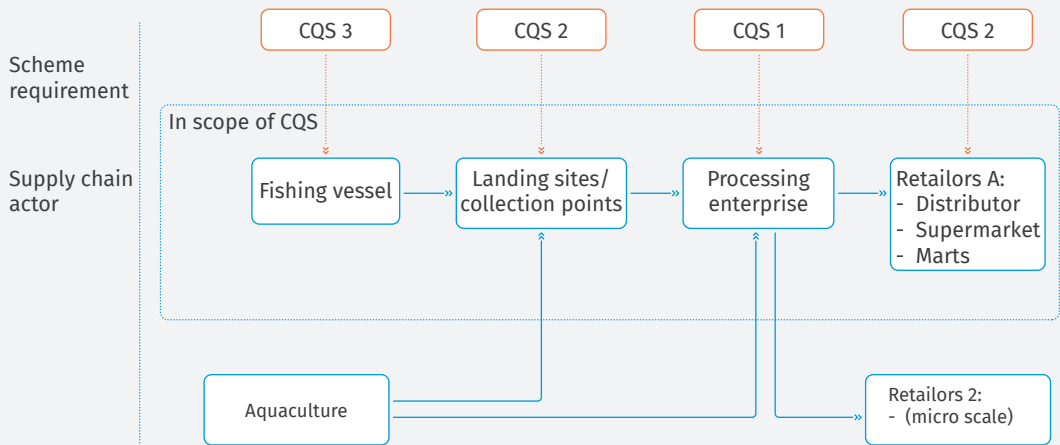 CQS 3
CQS 2
CQS 1
CQS 2
Scheme
requirement
In scope of CQS
Supply chain
actor
Fishing vessel
Landing sites/
collection points
Processing
enterprise
Retailors A:
- Distributor
- Supermarket
- Marts
Aquaculture
Retailors 2:
- (micro scale)